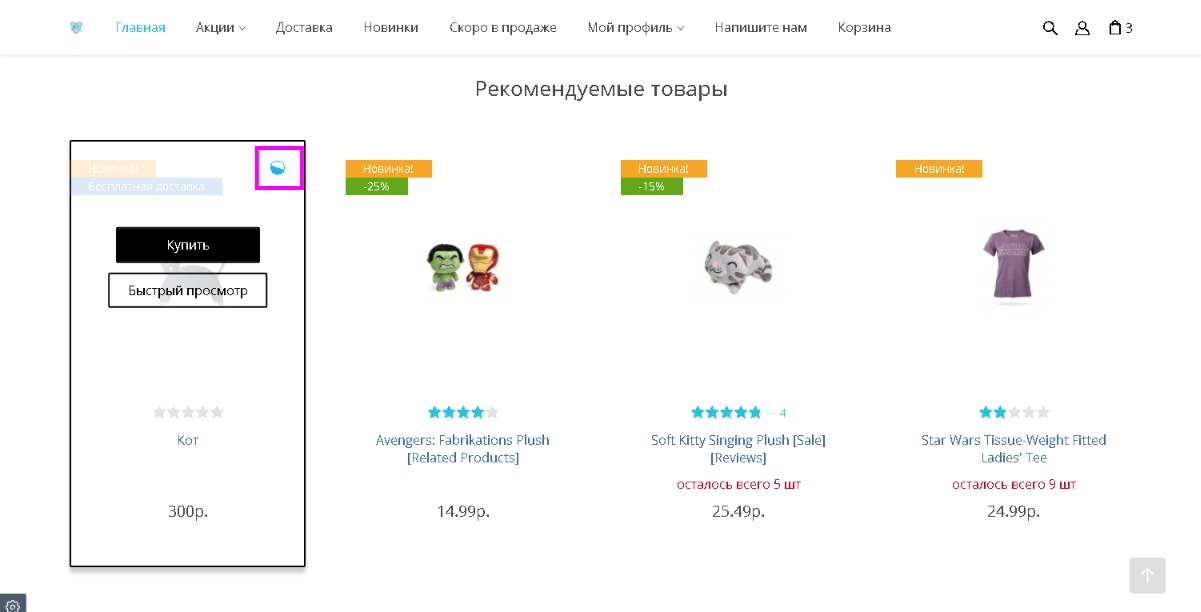 Главная Акции Доставка Новинки Скоро в продаже Мой профиль Напишите нам Корзина 3
Рекомендуемые товары
Новинка!
Бесплатная доставка
Купить
Быстрый просмотр
Кот
300р.
Новинка!
-25%
Avengers: Fabrikations Plush
[Related Products]
14.99р.
Новинка!
-15%
— 4
Soft Kitty Singing Plush [Sale]
[Reviews]
осталось всего 5 шт
25.49р.
Новинка!
Star Wars Tissue-Weight Fitted
Ladies' Tee
осталось всего 9 шт
24.99р.